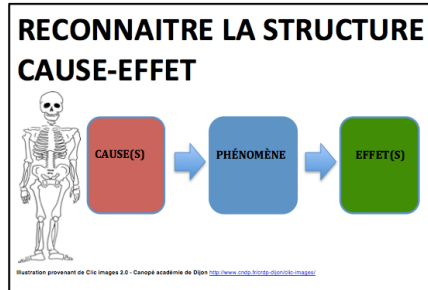 RECONNAITRE LA STRUCTURE
CAUSE-EFFET
CAUSE(S)
PHÉNOMÈNE
EFFET(S)
Illustration provenant de Clic images 2.0 - Canopé académie de Dijon http://www.cndp.fr/crdp-dijon/clic-images/